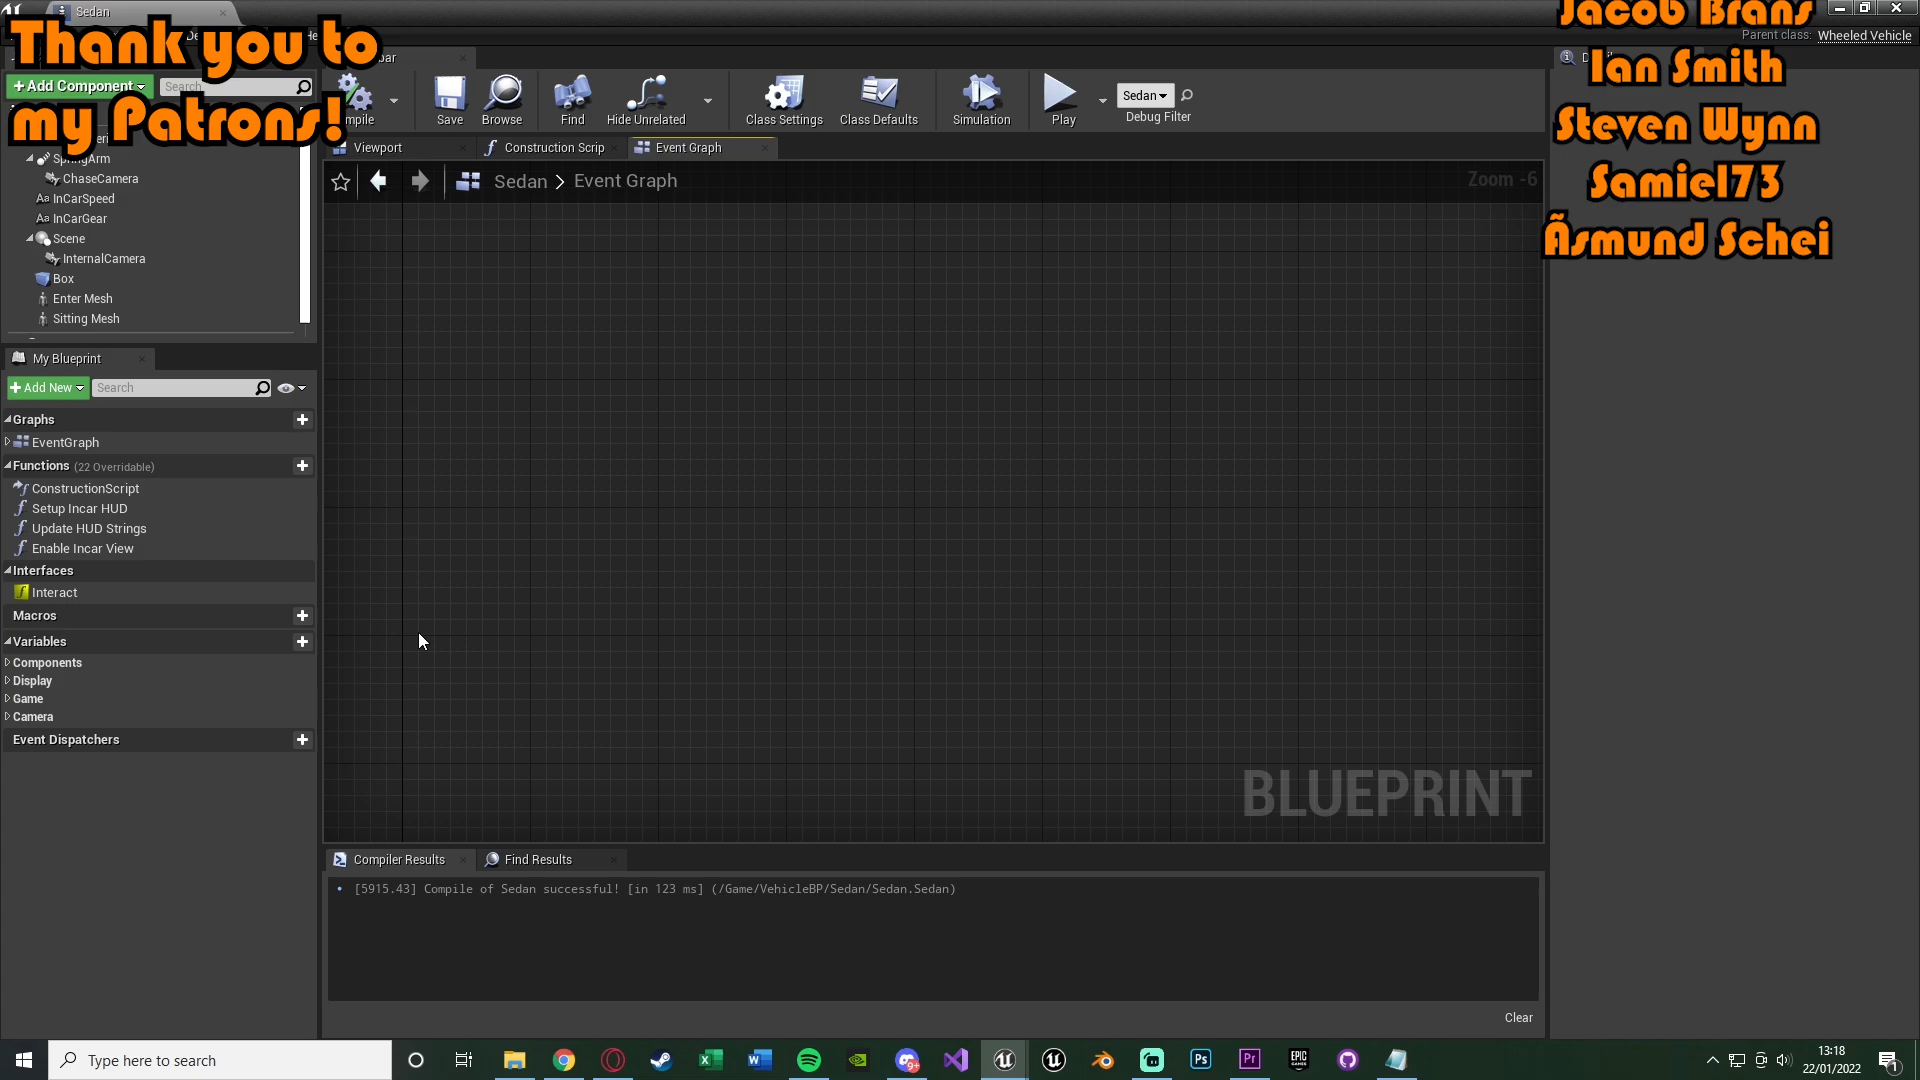 Sedan
Thank you to
my Patrons!
Jacob Brans
Ian Smith
Steven Wynn
Samiel73
Ãsmund Schei
Parent class: Wheeled Vehicle
+Add Component
Search
Save
Browse
Find
Hide Unrelated
Class Settings
Class Defaults
Simulation
Play
Sedan
Debug Filter
SpringArm
ChaseCamera
InCarSpeed
InCarGear
Scene
InternalCamera
Box
Enter Mesh
Sitting Mesh
Viewport
Construction Scrip
Event Graph
Sedan > Event Graph
Zoom -6
My Blueprint
+Add New
Search
Graphs
EventGraph
Functions (22 Overridable)
ConstructionScript
Setup Incar HUD
Update HUD Strings
Enable Incar View
Interfaces
Interact
Macros
Variables
Components
Display
Game
Camera
Event Dispatchers
BLUEPRINT
Compiler Results
Find Results
[5915.43] Compile of Sedan successful! [in 123 ms] (/Game/VehicleBP/Sedan/Sedan.Sedan)
Clear
Type here to search
13:18
22/01/2022